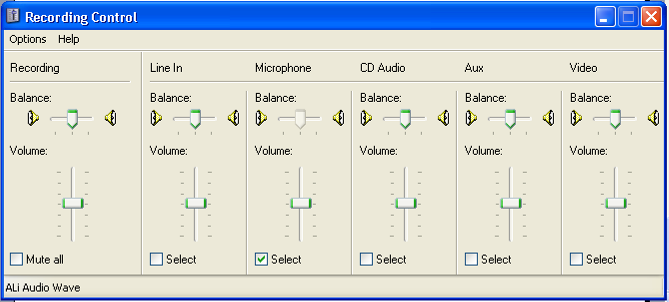 Recording Control
Options Help
Recording Line In Microphone CD Audio Aux Video
Balance: Balance: Balance: Balance: Balance: Balance:
Volume: Volume: Volume: Volume: Volume: Volume:
Mute all Select Select Select Select Select
ALi Audio Wave